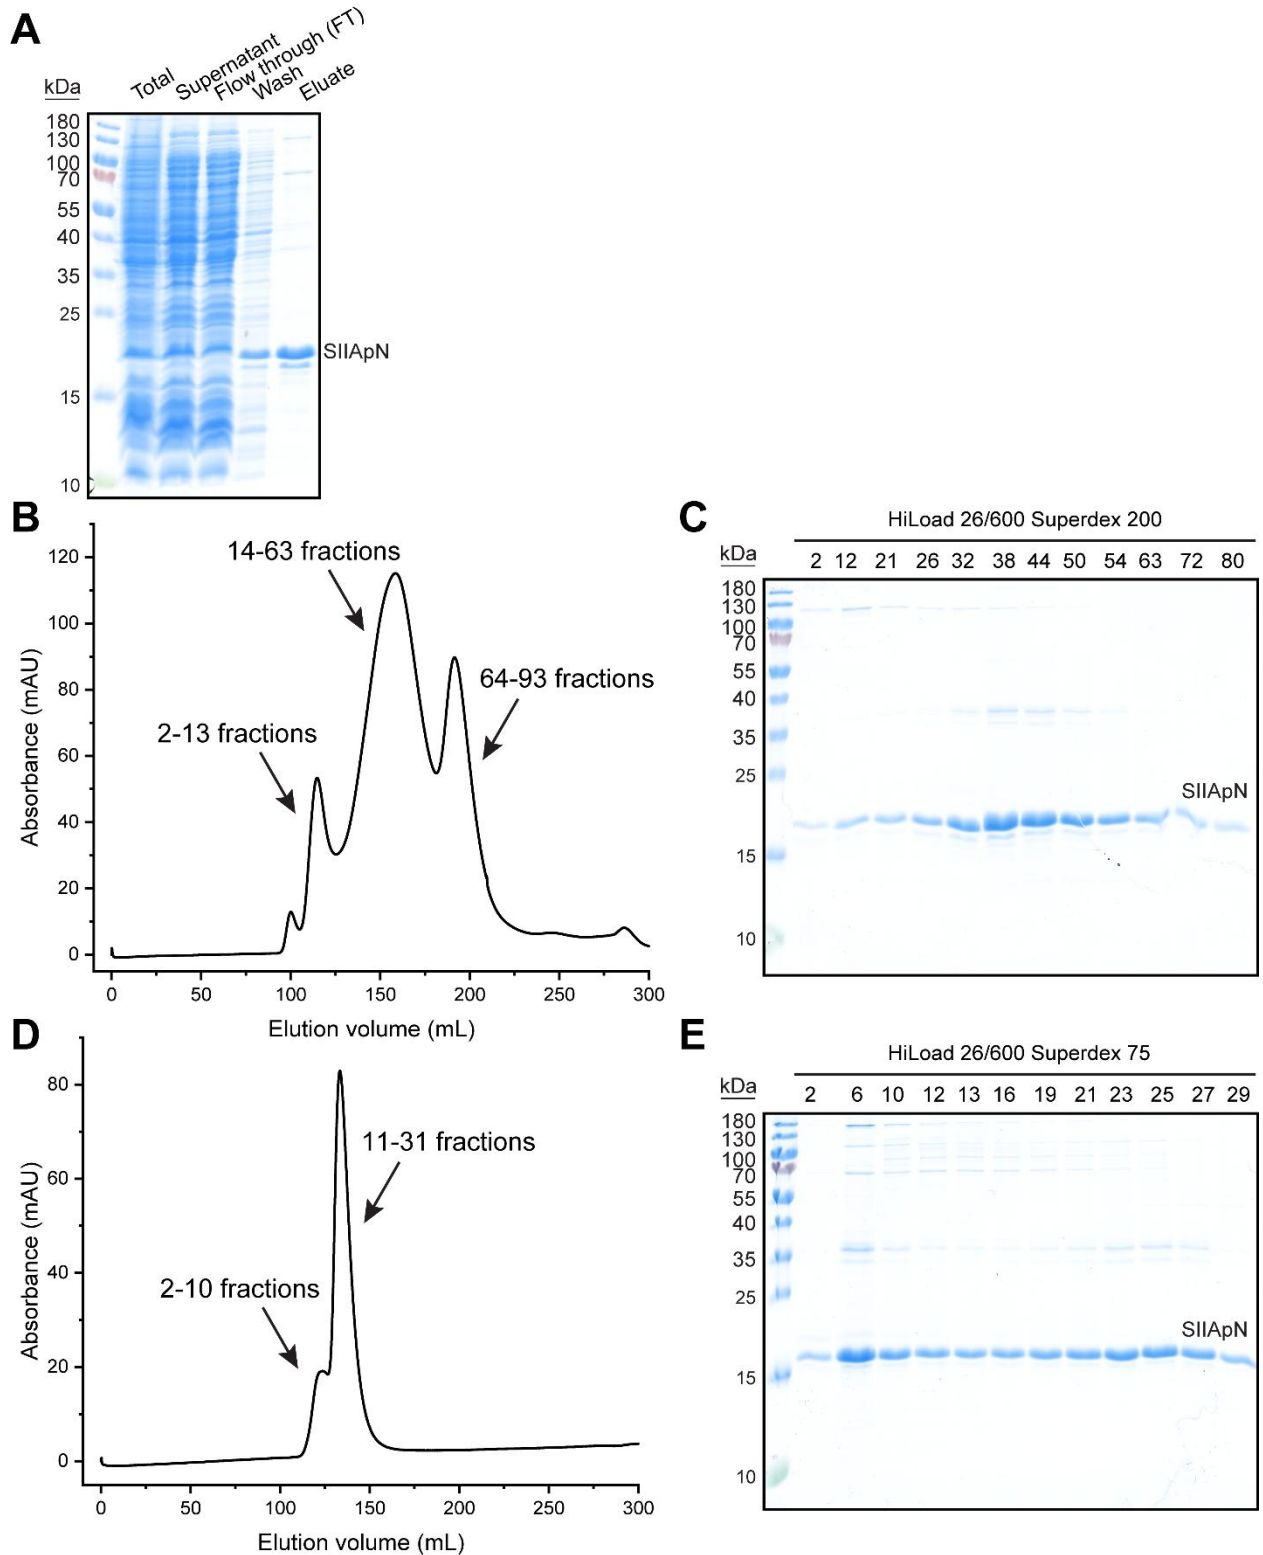 A
kDa
Total
Supernatant
Flow through (FT)
Wash
Eluate
180
130
100
70
55
40
35
25
15
10
SIIApN
B
14-63 fractions
2-13 fractions
64-93 fractions
Absorbance (mAU)
120
100
80
60
40
20
0
0 50 100 150 200 250 300
Elution volume (mL)
C
HiLoad 26/600 Superdex 200
kDa 2 12 21 26 32 38 44 50 54 63 72 80
180
130
100
70
55
40
35
25
15
10
SIIApN
D
11-31 fractions
2-10 fractions
Absorbance (mAU)
80
60
40
20
0
0 50 100 150 200 250 300
Elution volume (mL)
E
HiLoad 26/600 Superdex 75
kDa 2 6 10 12 13 16 19 21 23 25 27 29
180
130
100
70
55
40
35
25
15
10
SIIApN